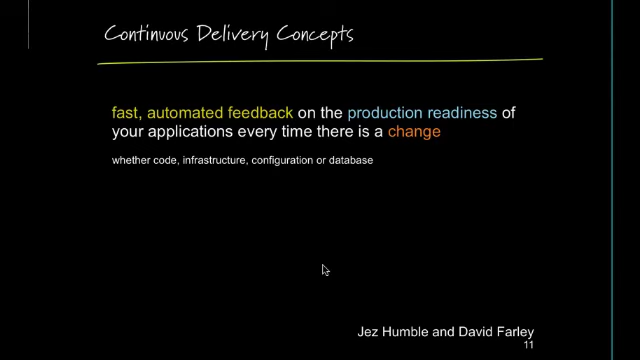 Continuous Delivery Concepts
fast, automated feedback on the production readiness of
your applications every time there is a change
whether code, infrastructure, configuration or database
Jez Humble and David Farley
11